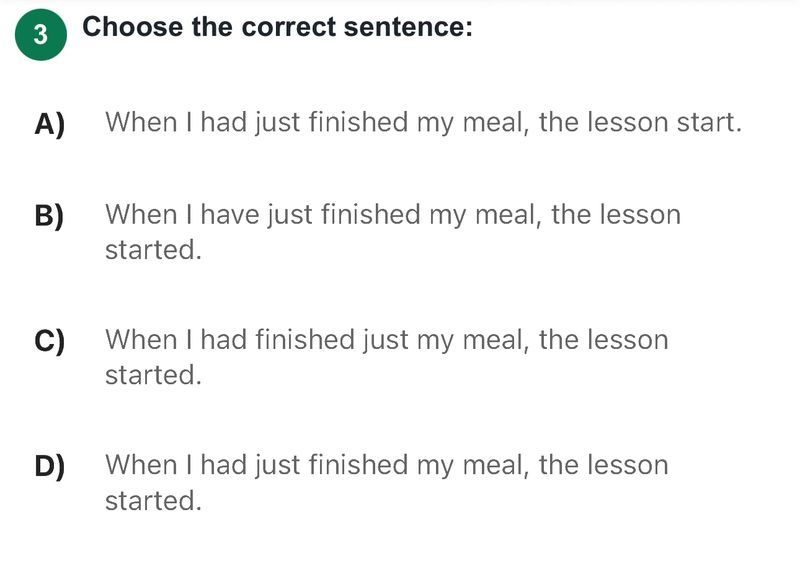 3 Choose the correct sentence:
A) When I had just finished my meal, the lesson start.
B) When I have just finished my meal, the lesson
started.
C) When I had finished just my meal, the lesson
started.
D) When I had just finished my meal, the lesson
started.